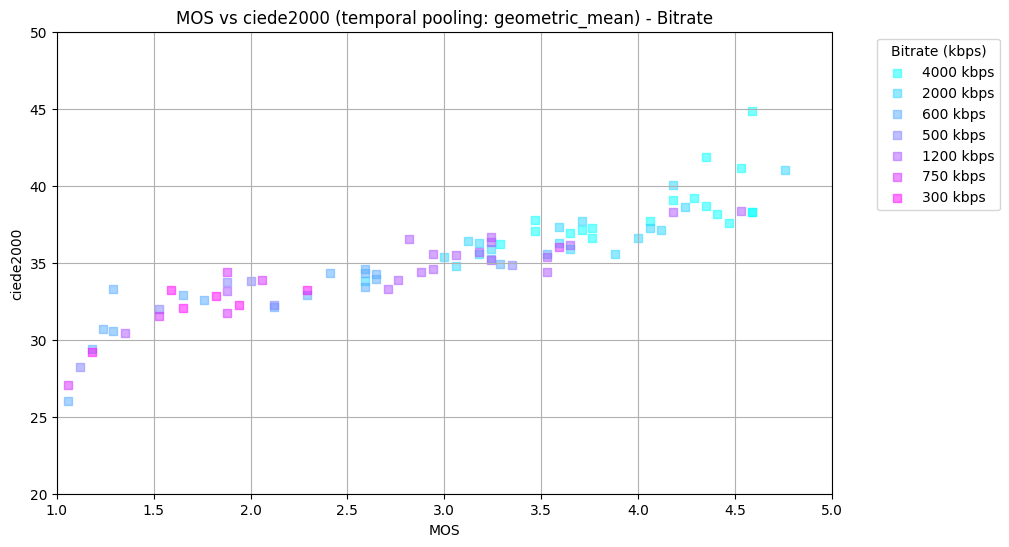 MOS vs ciede2000 (temporal pooling: geometric_mean) - Bitrate
50
45
40
35
30
25
20
ciede2000
1.0
1.5
2.0
2.5
3.0
3.5
4.0
4.5
5.0
MOS
Bitrate (kbps)
4000 kbps
2000 kbps
600 kbps
500 kbps
1200 kbps
750 kbps
300 kbps